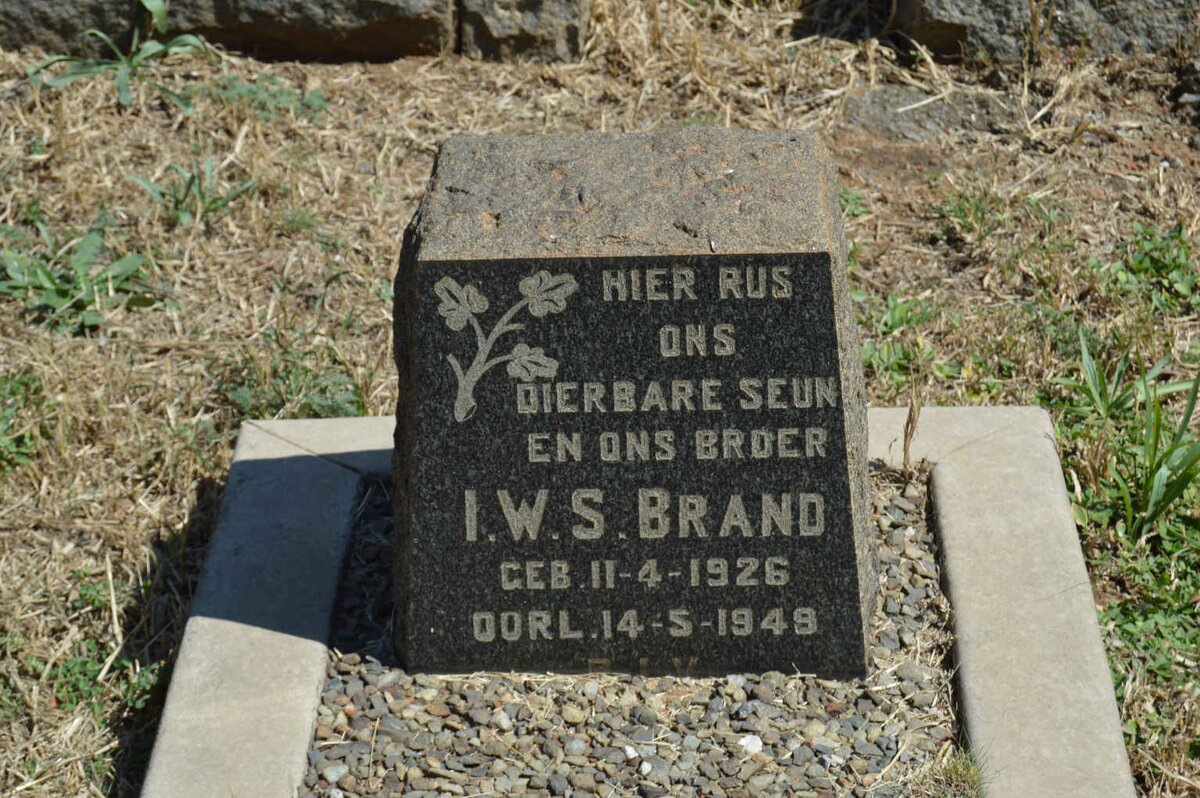 HIER RUS
ONS
DIERBARE SEUN
EN ONS BROER
I.W.S. BRAND
GEB. 11-4-1926
OORL. 14-5-1949